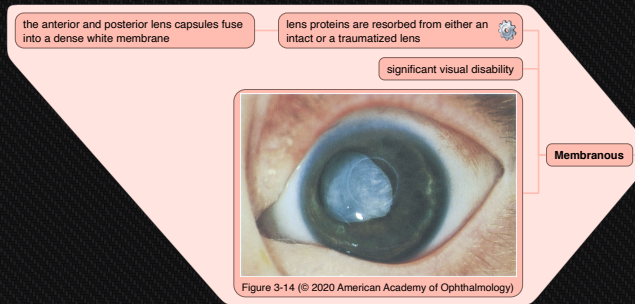 the anterior and posterior lens capsules fuse
into a dense white membrane
lens proteins are resorbed from either an
intact or a traumatized lens
significant visual disability
Membranous
Figure 3-14 (© 2020 American Academy of Ophthalmology)